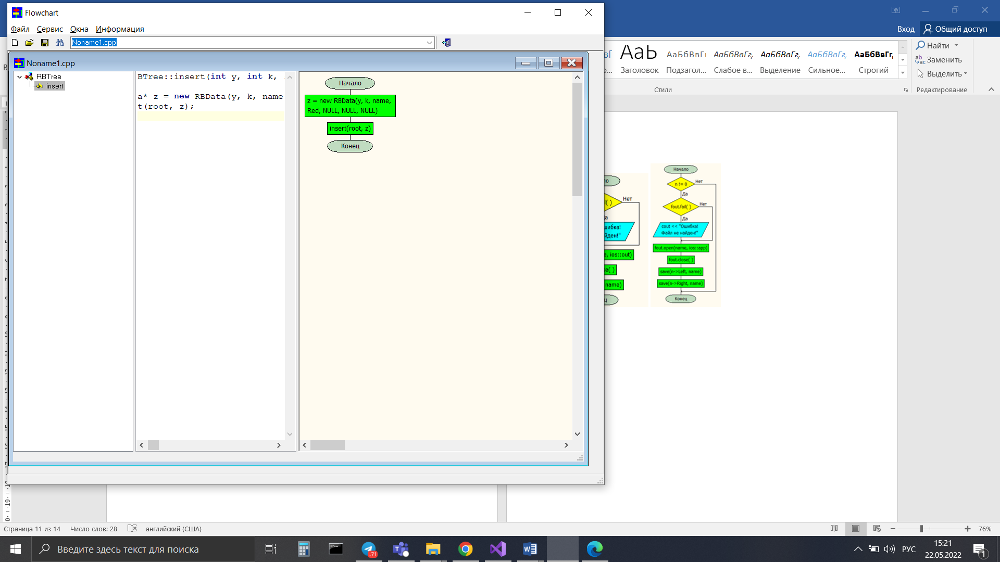 Flowchart
Файл Сервис Окна Информация
Noname1.cpp
Noname1.cpp
RBTree
insert
BTree::insert(int y, int k,
a* z = new RBData(y, k, name
t(root, z);
Начало
z = new RBData(y, k, name,
Red, NULL, NULL, NULL)
insert(root, z)
Конец
Вход
Общий доступ
АаЬ АаБбВвГг АаБбВвГг, АаБбВвГг, АаБбВвГг, АаБбВвГг,
Заголовок Подзагол... Слабое в... Выделение Сильное... Строгий
Стили
Найти
Заменить
Выделить
Редактирование
Нет
ios::out)
name)
Начало
n != 0
Нет
Да
fout.fail( )
Нет
Да
cout << "Ошибка!
Файл не найден!"
fout.open(name, ios::app)
fout.close( )
save(n->Left, name)
save(n->Right, name)
Конец
Страница 11 из 14 Число слов: 28 английский (США)
76%
Введите здесь текст для поиска
..71
РУС
15:21
22.05.2022
1